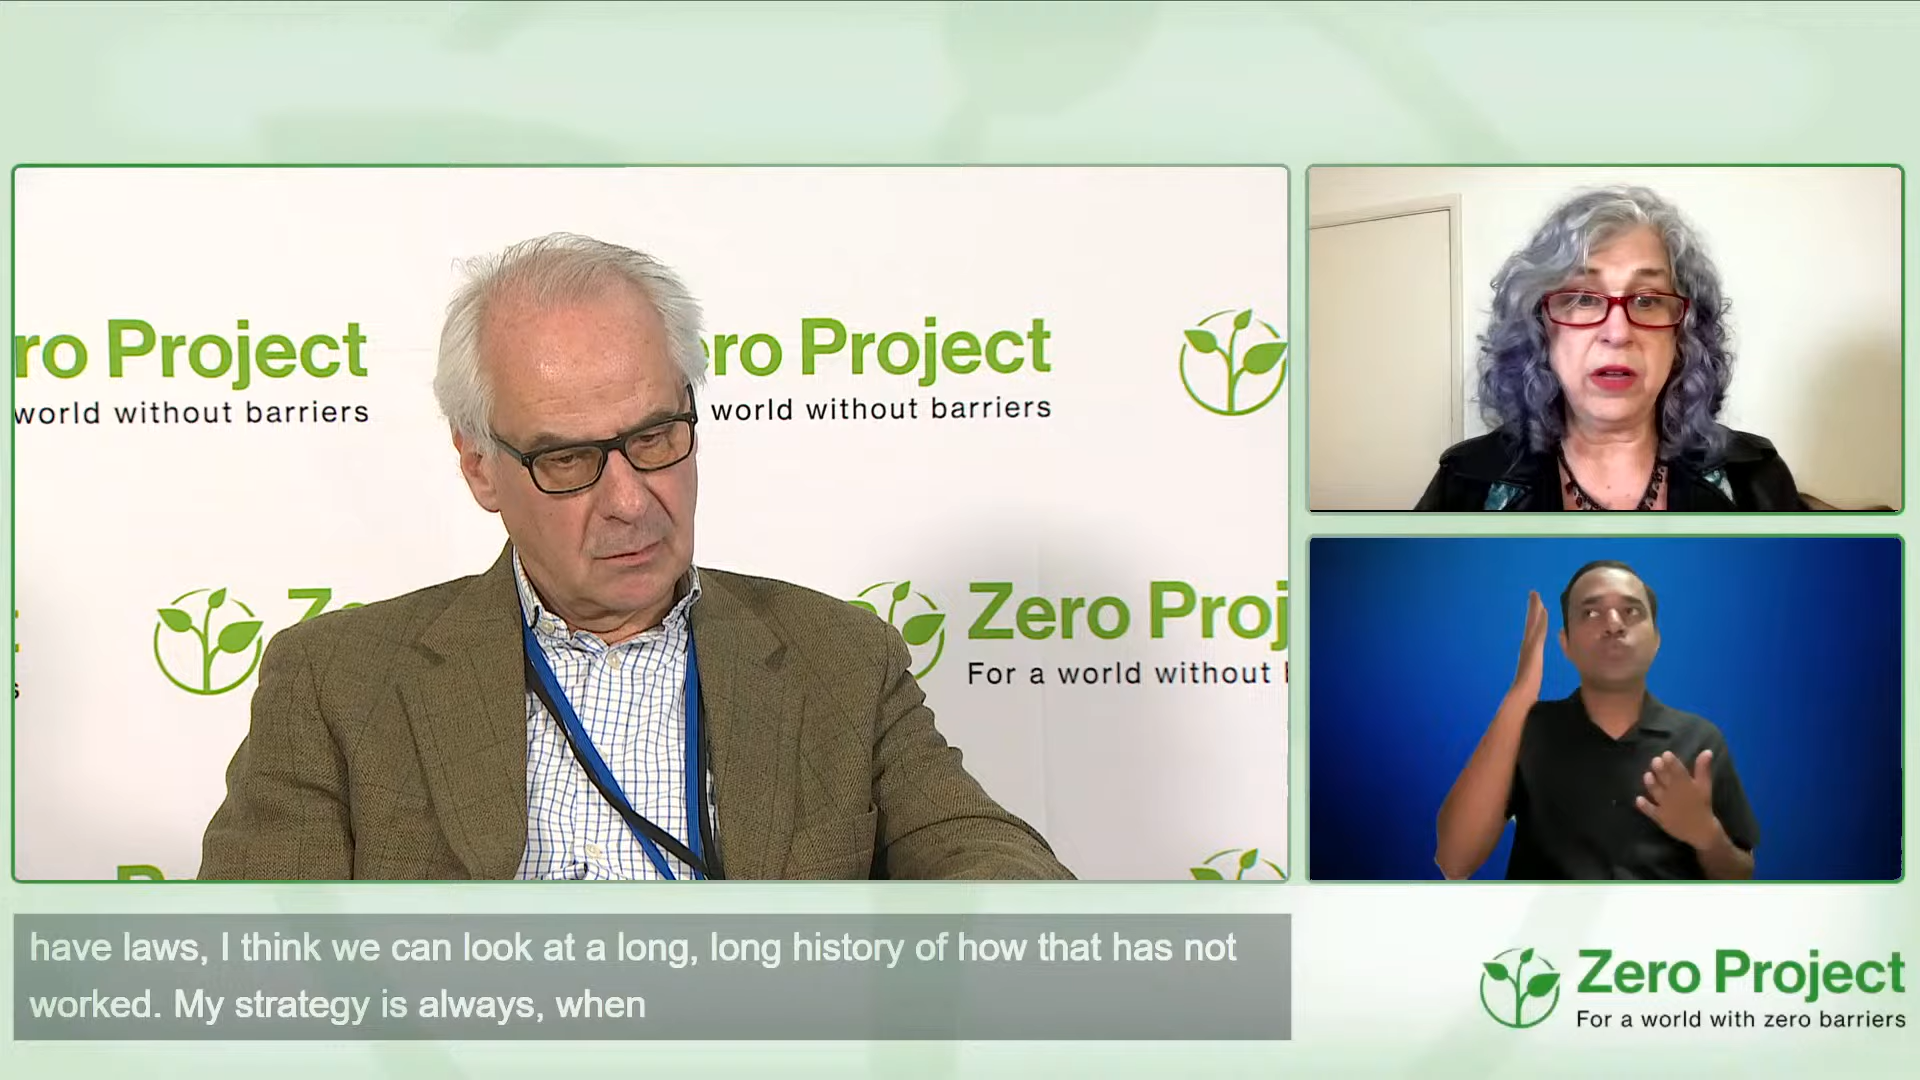 ro Project
world without barriers
ero Project
world without barriers
Ze
Zero Proj
For a world without
have laws, I think we can look at a long, long history of how that has not
worked. My strategy is always, when
Zero Project
For a world with zero barriers